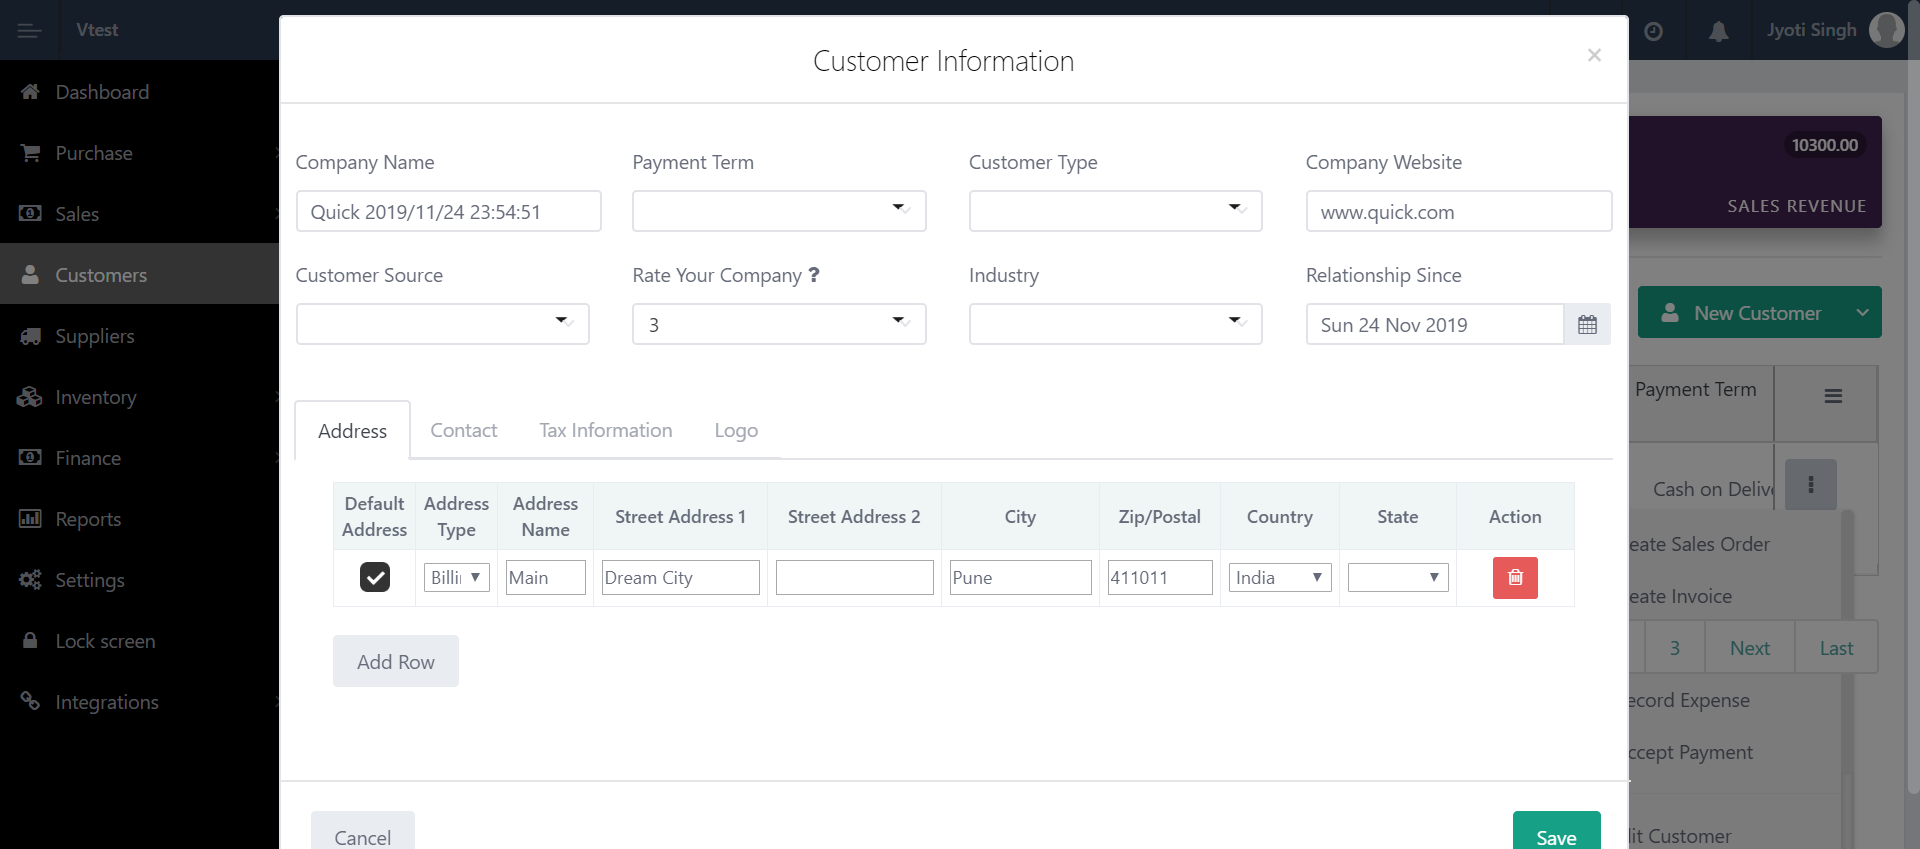 Vtest
Jyoti Singh
Dashboard
Purchase
Sales
Customers
Suppliers
Inventory
Finance
Reports
Settings
Lock screen
Integrations
Customer Information
×
Company Name
Payment Term
Customer Type
Company Website
Quick 2019/11/24 23:54:51
www.quick.com
Customer Source
Rate Your Company ?
Industry
Relationship Since
3
Sun 24 Nov 2019
Address
Contact
Tax Information
Logo
Default Address
Address Type
Address Name
Street Address 1
Street Address 2
City
Zip/Postal
Country
State
Action
Billi
Main
Dream City
Pune
411011
India
Add Row
Cancel
Save
10300.00
SALES REVENUE
New Customer
Payment Term
Cash on Delive
eate Sales Order
eate Invoice
3
Next
Last
ecord Expense
ccept Payment
lit Customer